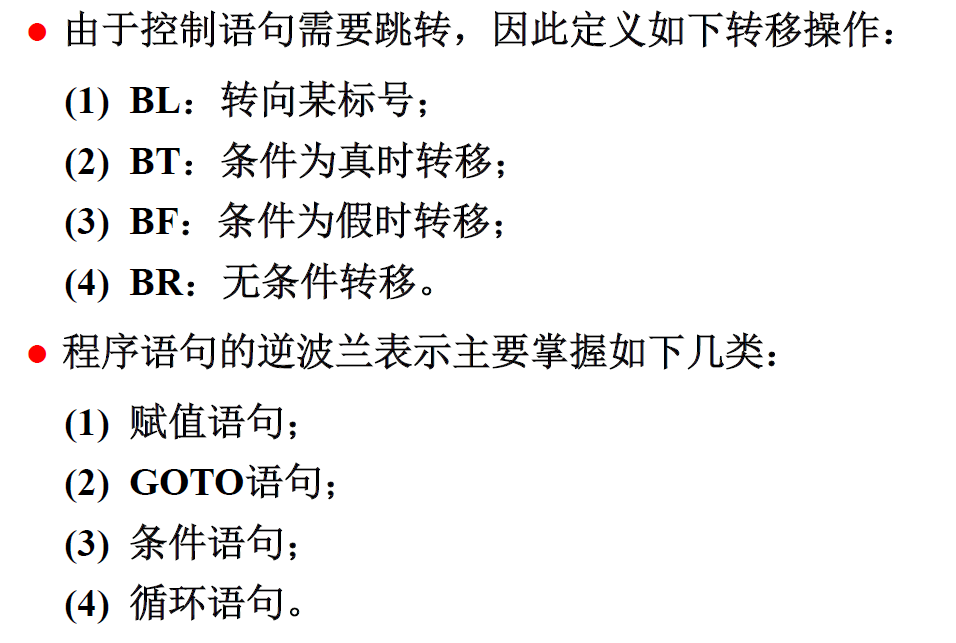 ● 由于控制语句需要跳转，因此定义如下转移操作：
(1) BL：转向某标号；
(2) BT：条件为真时转移；
(3) BF：条件为假时转移；
(4) BR：无条件转移。
● 程序语句的逆波兰表示主要掌握如下几类：
(1) 赋值语句；
(2) GOTO语句；
(3) 条件语句；
(4) 循环语句。